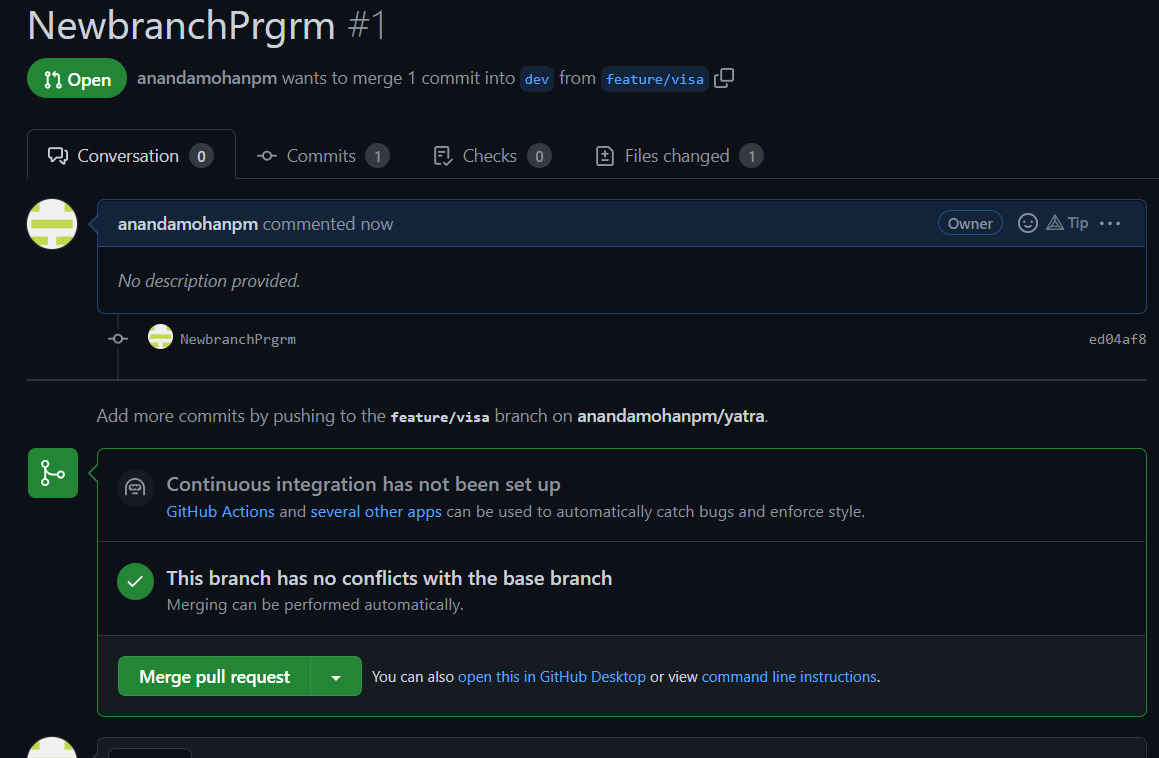 NewbranchPrgrm #1
Open anandamohanpm wants to merge 1 commit into dev from feature/visa
Conversation 0 Commits 1 Checks 0 Files changed 1
anandamohanpm commented now Owner Tip
No description provided.
NewbranchPrgrm ed04af8
Add more commits by pushing to the feature/visa branch on anandamohanpm/yatra.
Continuous integration has not been set up
GitHub Actions and several other apps can be used to automatically catch bugs and enforce style.
This branch has no conflicts with the base branch
Merging can be performed automatically.
Merge pull request You can also open this in GitHub Desktop or view command line instructions.